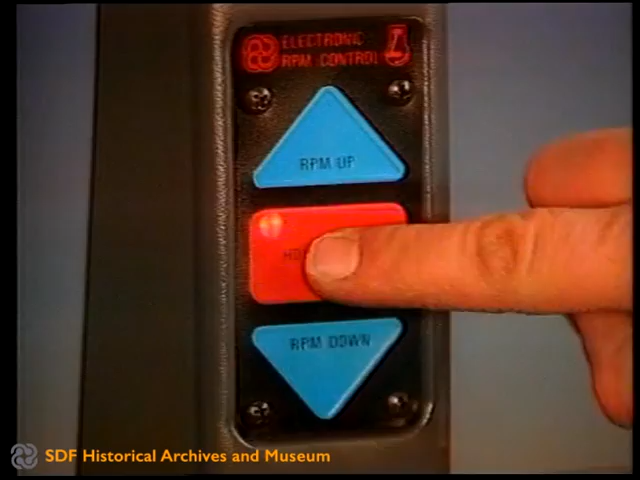 ELECTRONIC
RPM CONTROL
RPM UP
RPM DOWN
SDF Historical Archives and Museum